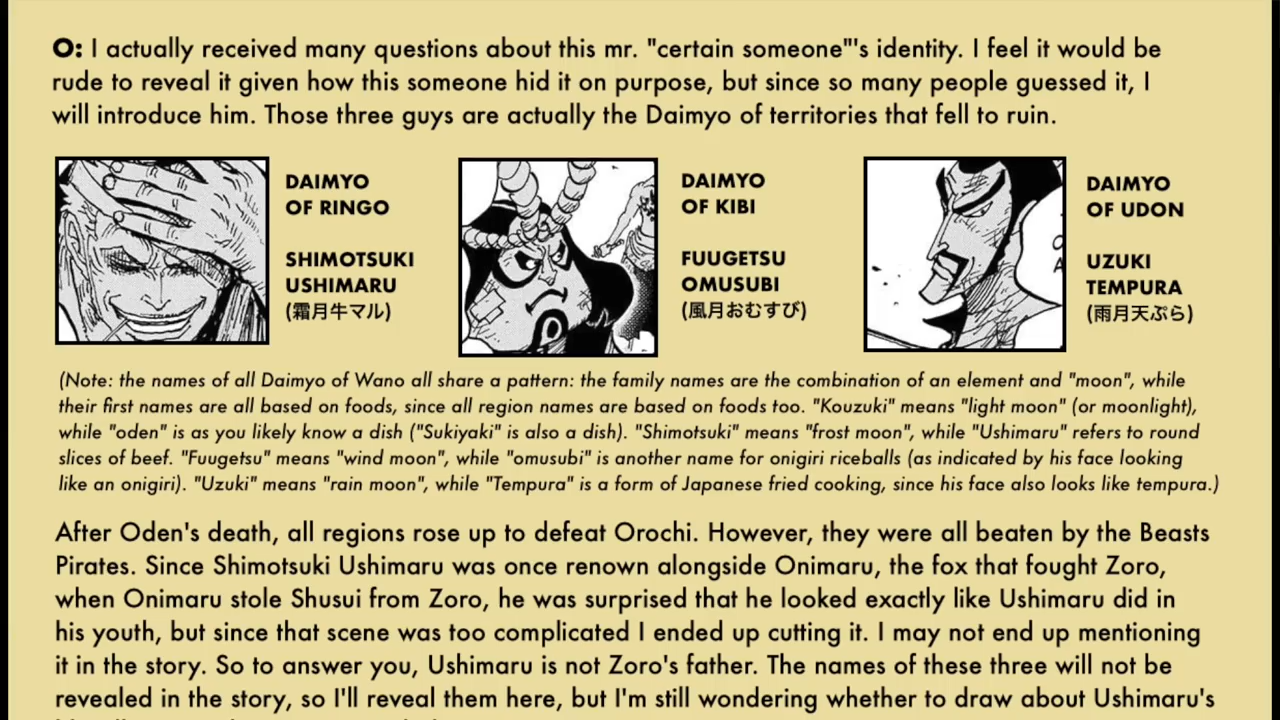 O: I actually received many questions about this mr. "certain someone"'s identity. I feel it would be
rude to reveal it given how this someone hid it on purpose, but since so many people guessed it, I
will introduce him. Those three guys are actually the Daimyo of territories that fell to ruin.
DAIMYO
OF RINGO
SHIMOTSUKI
USHIMARU
(霜月牛マル)
DAIMYO
OF KIBI
FUUGETSU
OMUSUBI
(風月おむすび)
DAIMYO
OF UDON
UZUKI
TEMPURA
(雨月天ぷら)
(Note: the names of all Daimyo of Wano all share a pattern: the family names are the combination of an element and "moon", while
their first names are all based on foods, since all region names are based on foods too. "Kouzuki" means "light moon" (or moonlight),
while "oden" is as you likely know a dish ("Sukiyaki" is also a dish). "Shimotsuki" means "frost moon", while "Ushimaru" refers to round
slices of beef. "Fuugetsu" means "wind moon", while "omusubi" is another name for onigiri riceballs (as indicated by his face looking
like an onigiri). "Uzuki" means "rain moon", while "Tempura" is a form of Japanese fried cooking, since his face also looks like tempura.)
After Oden's death, all regions rose up to defeat Orochi. However, they were all beaten by the Beasts
Pirates. Since Shimotsuki Ushimaru was once renown alongside Onimaru, the fox that fought Zoro,
when Onimaru stole Shusui from Zoro, he was surprised that he looked exactly like Ushimaru did in
his youth, but since that scene was too complicated I ended up cutting it. I may not end up mentioning
it in the story. So to answer you, Ushimaru is not Zoro's father. The names of these three will not be
revealed in the story, so I'll reveal them here, but I'm still wondering whether to draw about Ushimaru's